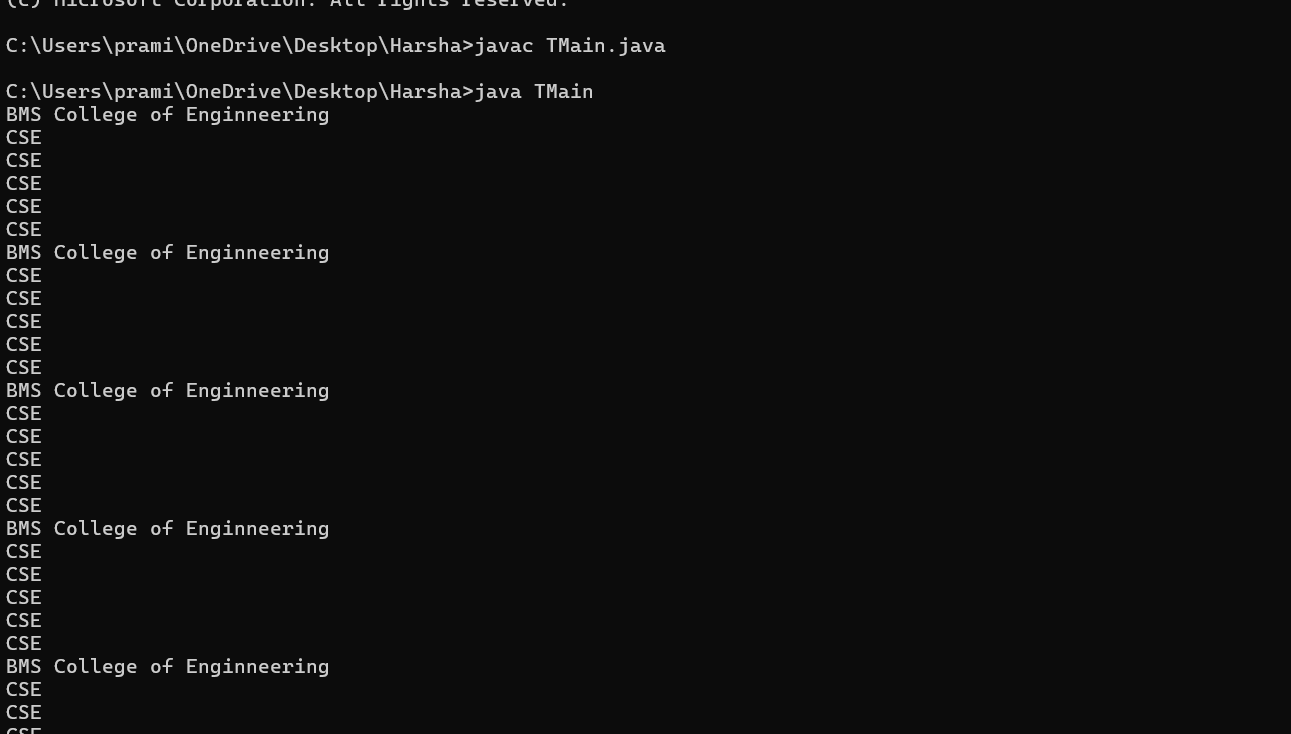 (c) Microsoft Corporation. All rights reserved.
C:\Users\prami\OneDrive\Desktop\Harsha>javac TMain.java
C:\Users\prami\OneDrive\Desktop\Harsha>java TMain
BMS College of Enginneering
CSE
CSE
CSE
CSE
CSE
BMS College of Enginneering
CSE
CSE
CSE
CSE
CSE
BMS College of Enginneering
CSE
CSE
CSE
CSE
CSE
BMS College of Enginneering
CSE
CSE
CSE
CSE
CSE
BMS College of Enginneering
CSE
CSE
CSE